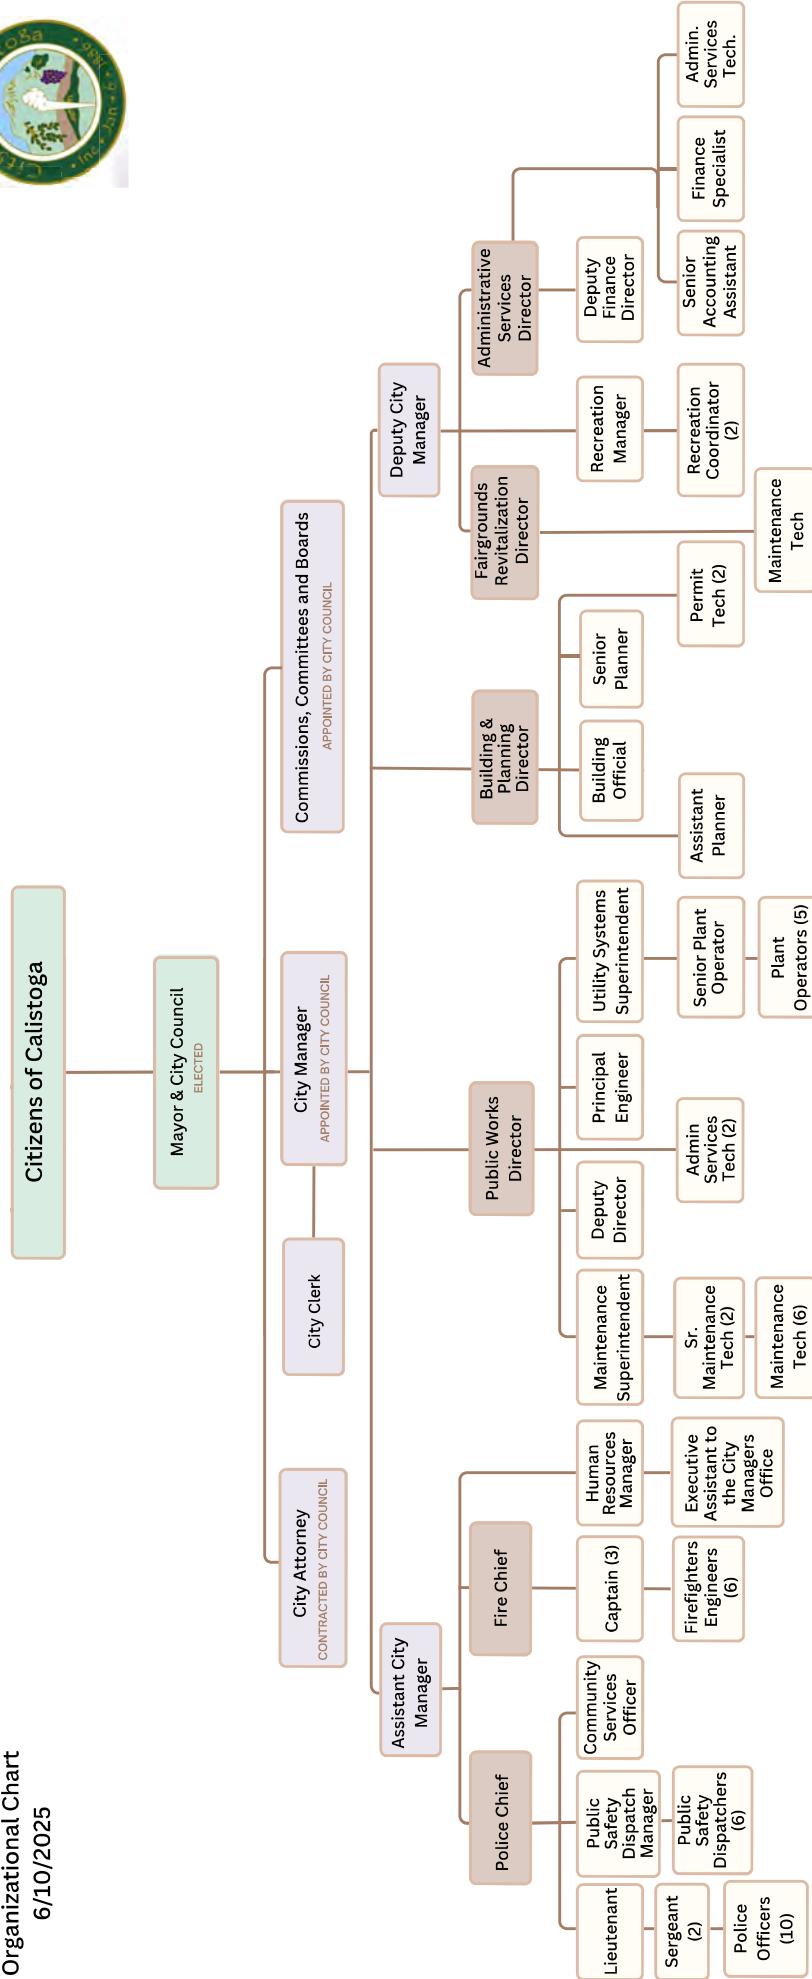 Organizational Chart
6/10/2025
toga
City
• Inc • Jan • 6 • 1886 •
Citizens of Calistoga
Mayor & City Council
ELECTED
City Attorney
CONTRACTED BY CITY COUNCIL
City Clerk
City Manager
APPOINTED BY CITY COUNCIL
Commissions, Committees and Boards
APPOINTED BY CITY COUNCIL
Assistant City
Manager
Deputy City
Manager
Police Chief
Fire Chief
Public Works
Director
Building &
Planning
Director
Fairgrounds
Revitalization
Director
Administrative
Services
Director
Lieutenant
Public
Safety
Dispatch
Manager
Community
Services
Officer
Captain (3)
Human
Resources
Manager
Maintenance
Superintendent
Deputy
Director
Principal
Engineer
Utility Systems
Superintendent
Building
Official
Senior
Planner
Recreation
Manager
Deputy
Finance
Director
Sergeant
(2)
Public
Safety
Dispatchers
(6)
Firefighters
Engineers
(6)
Executive
Assistant to
the City
Managers
Office
Sr.
Maintenance
Tech (2)
Admin
Services
Tech (2)
Senior Plant
Operator
Assistant
Planner
Permit
Tech (2)
Recreation
Coordinator
(2)
Senior
Accounting
Assistant
Finance
Specialist
Admin.
Services
Tech.
Police
Officers
(10)
Maintenance
Tech (6)
Plant
Operators (5)
Maintenance
Tech